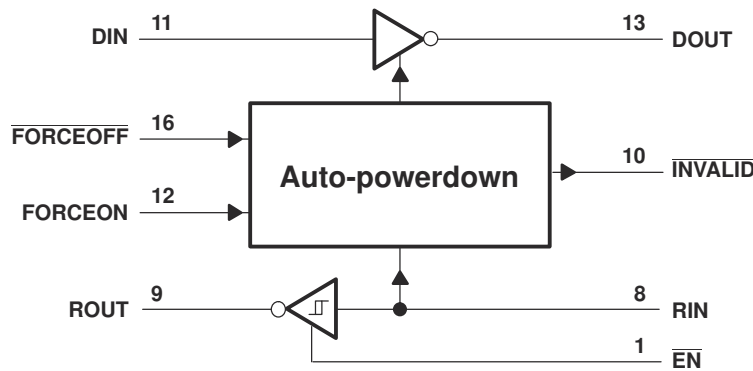 DIN 11 13 DOUT
FORCEOFF 16
Auto-powerdown
10 INVALID
FORCEON 12
ROUT 9 8 RIN
1 EN